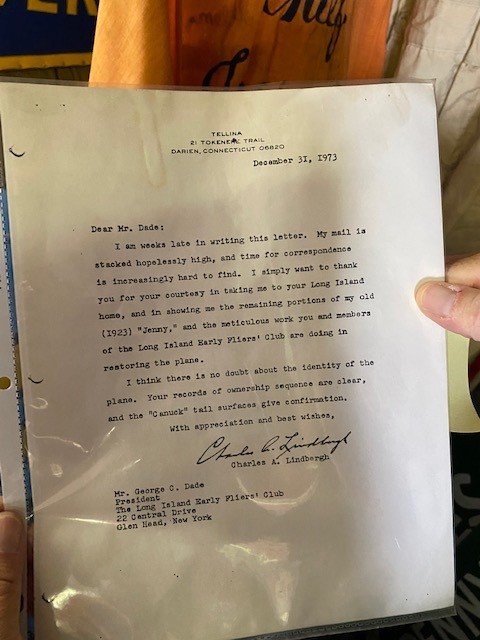 VER
TELLINA
21 TOKENEKE TRAIL
DARIEN, CONNECTICUT 06820
December 31, 1973
Dear Mr. Dade:
I am weeks late in writing this letter. My mail is
stacked hopelessly high, and time for correspondence
is increasingly hard to find. I simply want to thank
you for your courtesy in taking me to your Long Island
home, and in showing me the remaining portions of my old
(1923) "Jenny," and the meticulous work you and members
of the Long Island Early Fliers' Club are doing in
restoring the plane.
I think there is no doubt about the identity of the
plane. Your records of ownership sequence are clear,
and the "Canuck" tail surfaces give confirmation.
With appreciation and best wishes,
Charles A. Lindbergh
Charles A. Lindbergh
Mr. George C. Dade
President
The Long Island Early Fliers' Club
22 Central Drive
Glen Head, New York